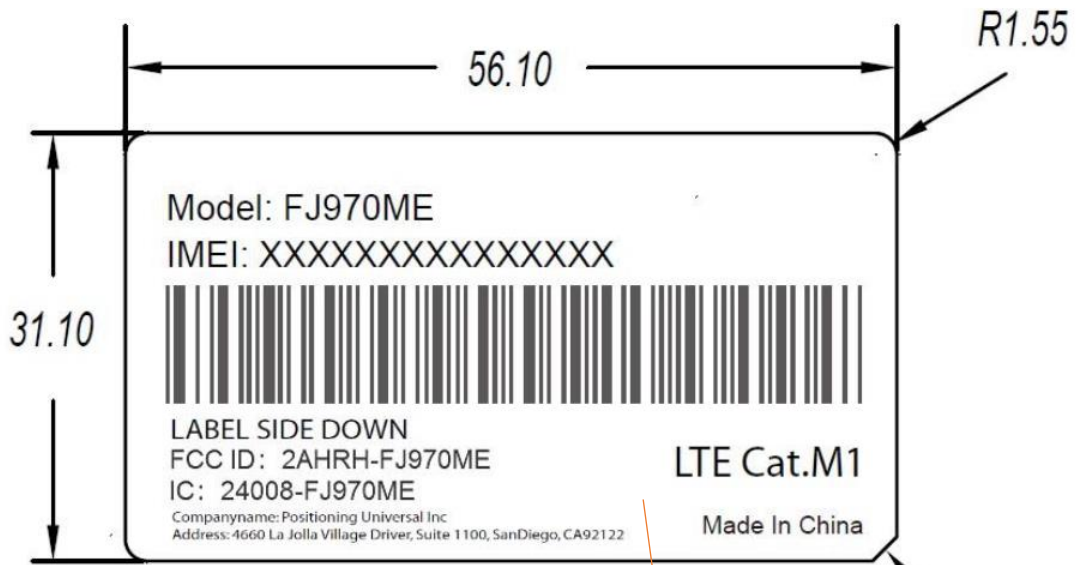 R1.55
56.10
31.10
Model: FJ970ME
IMEI: XXXXXXXXXXXXXXX
LABEL SIDE DOWN
FCC ID: 2AHRH-FJ970ME
IC: 24008-FJ970ME
LTE Cat.M1
Companyname: Positioning Universal Inc
Address: 4660 La Jolla Village Driver, Suite 1100, SanDiego, CA92122
Made In China